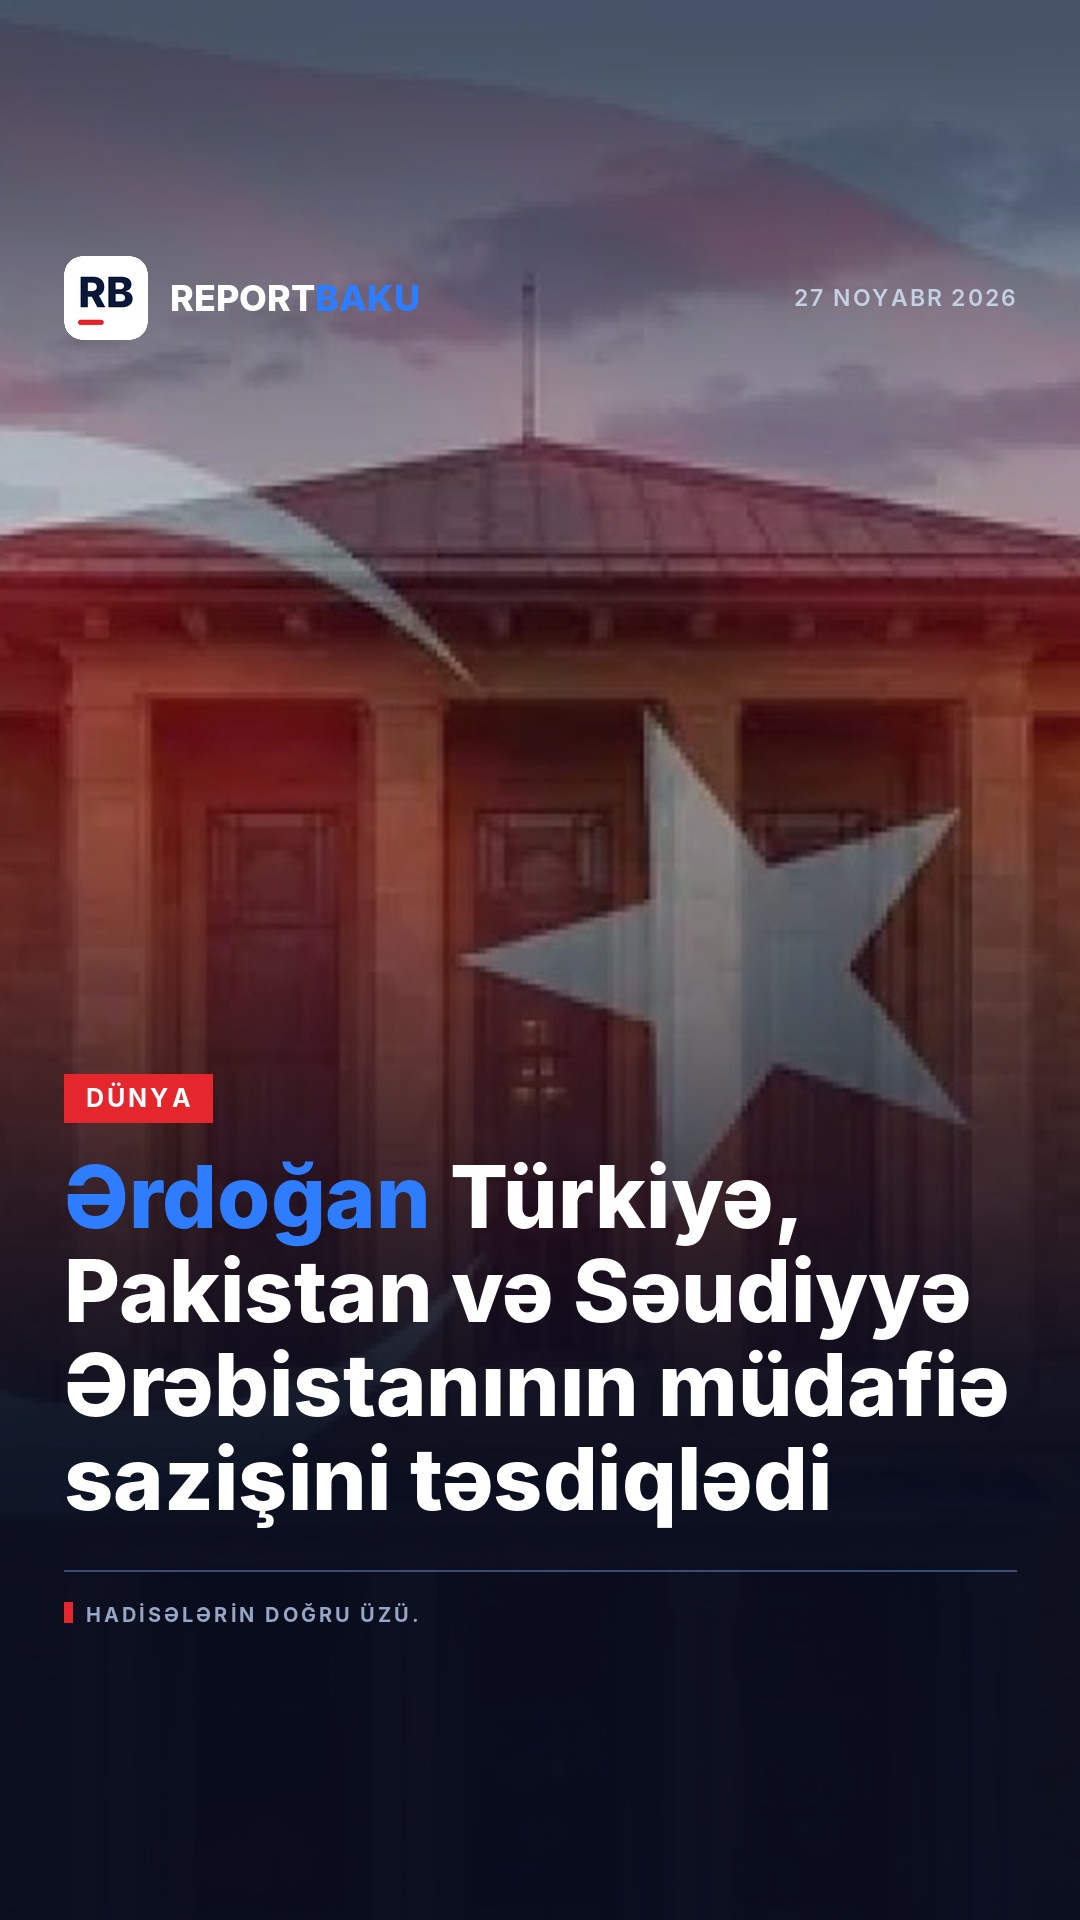 RB
REPORTBAKU
27 NOYABR 2026
DÜNYA
Ərdoğan Türkiyə,
Pakistan və Səudiyyə
Ərəbistanının müdafiə
sazişini təsdiqlədi
HADİSƏLƏRİN DOĞRU ÜZÜ.